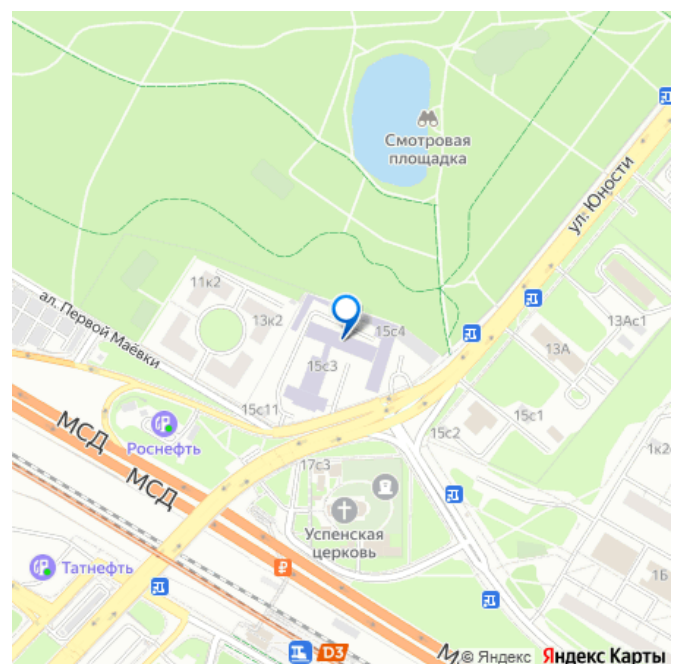 Смотровая
площадка
ул. Юности
11к2
ал. Первой Маёвки
13к2
15с4
13Ас1
13А
15с3
15с11
15с1
15с2
МСД
Роснефть
1к2
17с3
МСД
Успенская
церковь
Татнефть
1Б
₽
D3
М
© Яндекс Яндекс Карты